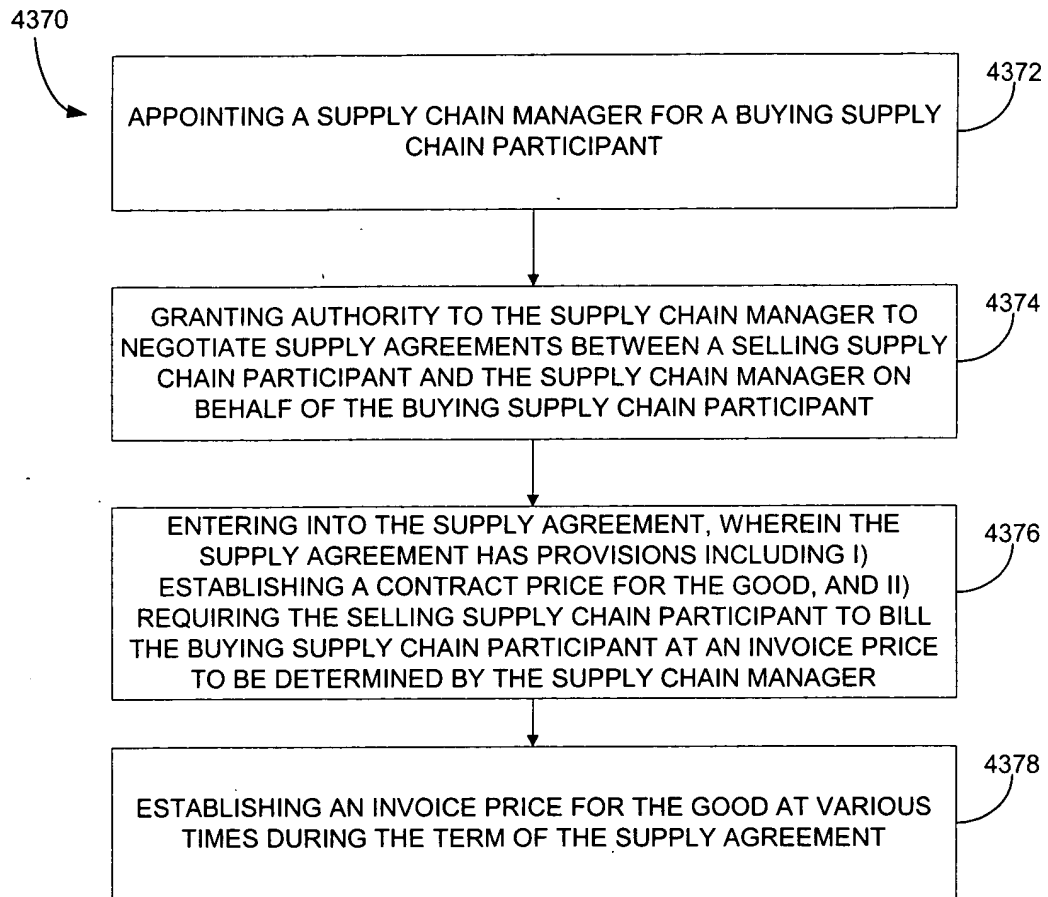 4370
4372
APPOINTING A SUPPLY CHAIN MANAGER FOR A BUYING SUPPLY
CHAIN PARTICIPANT
4374
GRANTING AUTHORITY TO THE SUPPLY CHAIN MANAGER TO
NEGOTIATE SUPPLY AGREEMENTS BETWEEN A SELLING SUPPLY
CHAIN PARTICIPANT AND THE SUPPLY CHAIN MANAGER ON
BEHALF OF THE BUYING SUPPLY CHAIN PARTICIPANT
4376
ENTERING INTO THE SUPPLY AGREEMENT, WHEREIN THE
SUPPLY AGREEMENT HAS PROVISIONS INCLUDING I)
ESTABLISHING A CONTRACT PRICE FOR THE GOOD, AND II)
REQUIRING THE SELLING SUPPLY CHAIN PARTICIPANT TO BILL
THE BUYING SUPPLY CHAIN PARTICIPANT AT AN INVOICE PRICE
TO BE DETERMINED BY THE SUPPLY CHAIN MANAGER
4378
ESTABLISHING AN INVOICE PRICE FOR THE GOOD AT VARIOUS
TIMES DURING THE TERM OF THE SUPPLY AGREEMENT